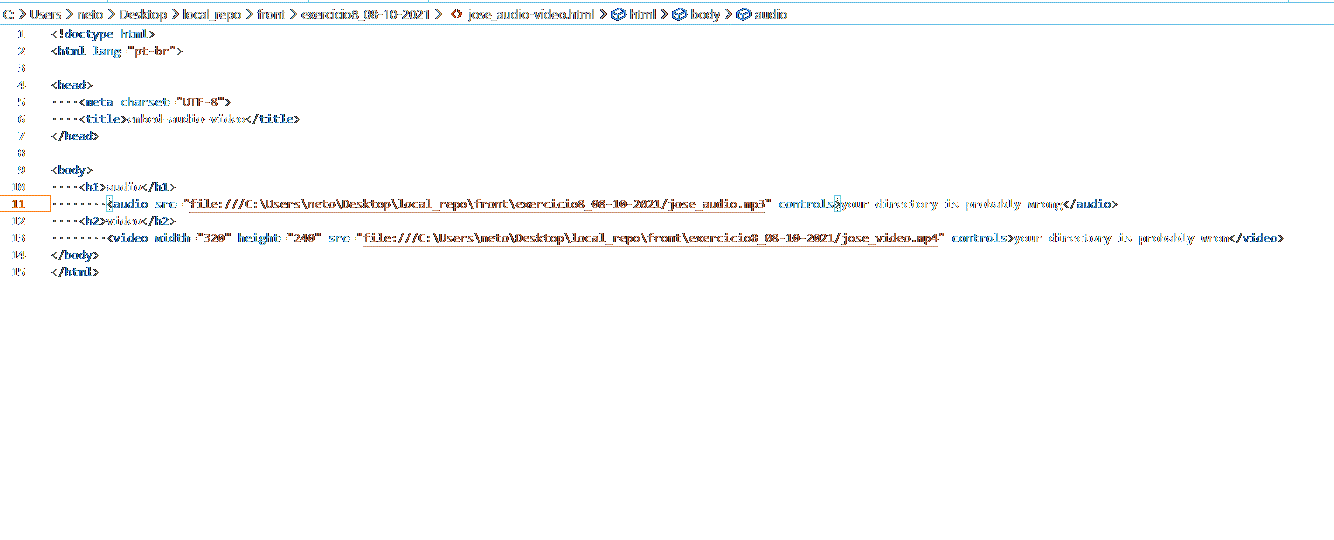 C: > Users > neto > Desktop > local_repo > front > exercicio8_08-10-2021 > jose_audio-video.html > html > body > audio
1 <!doctype html>
2 <html lang="pt-br">
3
4 <head>
5 ····<meta charset="UTF-8">
6 ····<title>embed-audio-video</title>
7 </head>
8
9 <body>
10 ····<h1>audio</h1>
11 ········<audio src="file:///C:\Users\neto\Desktop\local_repo\front\exercicio8_08-10-2021/jose_audio.mp3" controls>your directory is probably wrong</audio>
12 ····<h2>video</h2>
13 ········<video width="320" height="240" src="file:///C:\Users\neto\Desktop\local_repo\front\exercicio8_08-10-2021/jose_video.mp4" controls>your directory is probably wron</video>
14 </body>
15 </html>